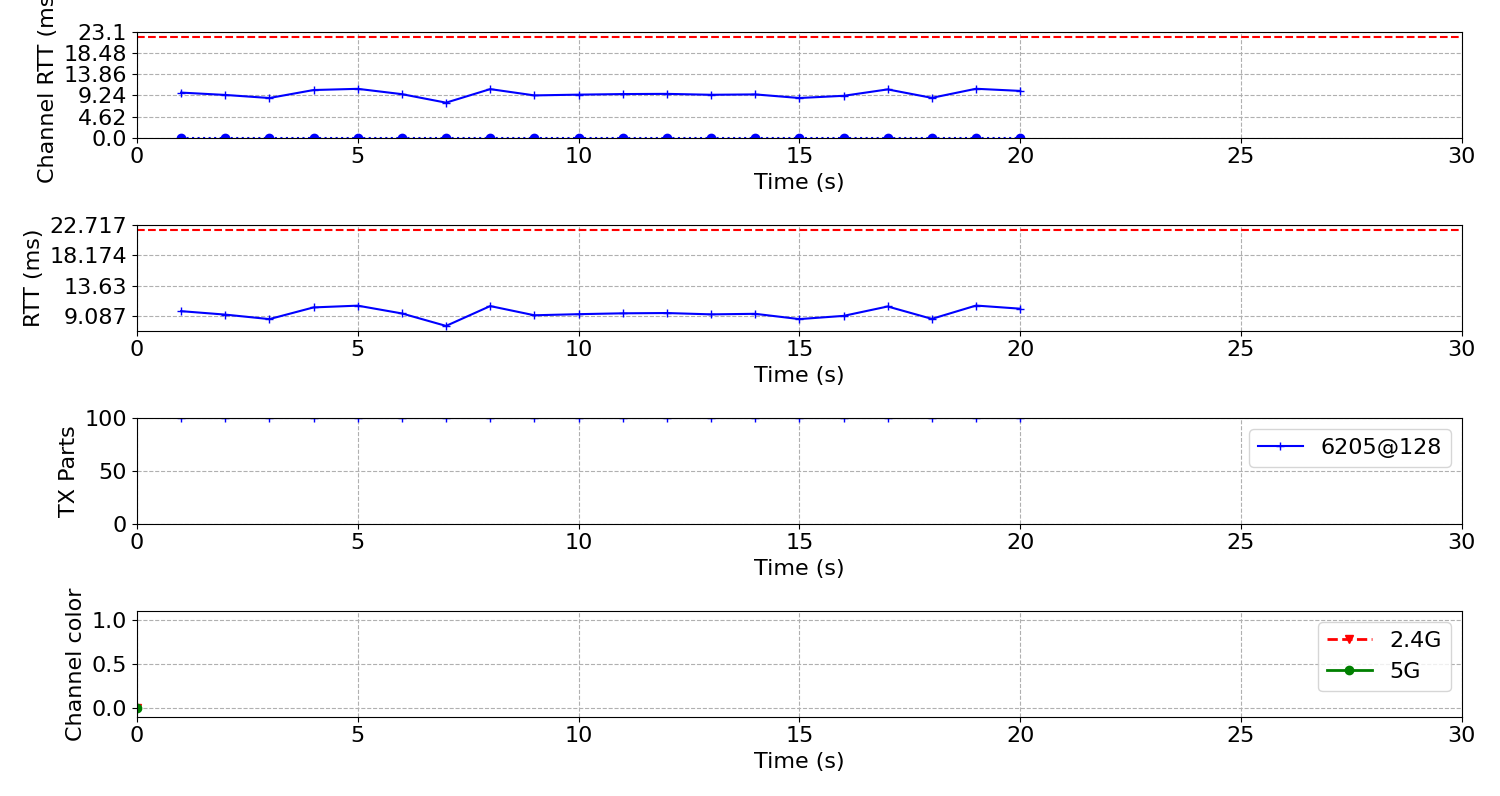 Channel RTT (ms
23.1
18.48
13.86
9.24
4.62
0.0
0 5 10 15 20 25 30
Time (s)
RTT (ms)
22.717
18.174
13.63
9.087
0 5 10 15 20 25 30
Time (s)
TX Parts
100
50
0
6205@128
0 5 10 15 20 25 30
Time (s)
Channel color
1.0
0.5
0.0
2.4G
5G
0 5 10 15 20 25 30
Time (s)